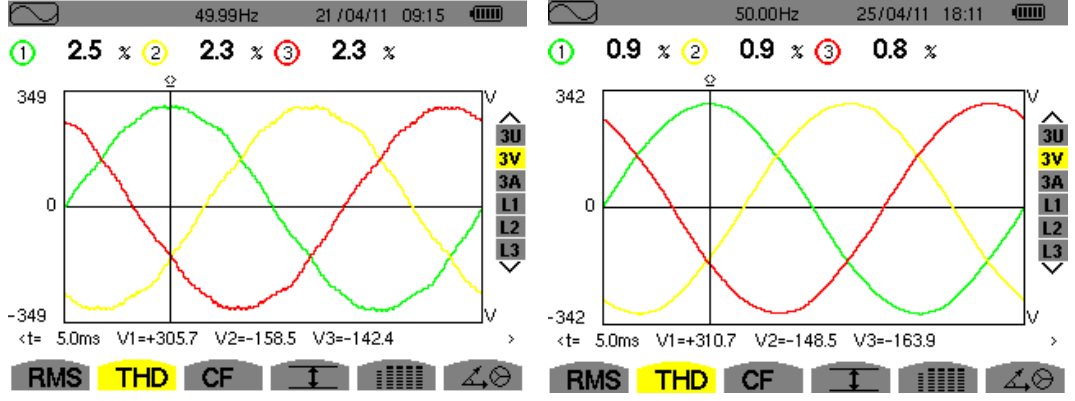 49.99Hz 21/04/11 09:15
1 2.5 % 2 2.3 % 3 2.3 %
349 V
3U
3V
3A
0 L1
L2
L3
-349 V
<t= 5.0ms V1=+305.7 V2=-158.5 V3=-142.4 >
RMS THD CF
50.00Hz 25/04/11 18:11
1 0.9 % 2 0.9 % 3 0.8 %
342 V
3U
3V
3A
0 L1
L2
L3
-342 V
<t= 5.0ms V1=+310.7 V2=-148.5 V3=-163.9 >
RMS THD CF